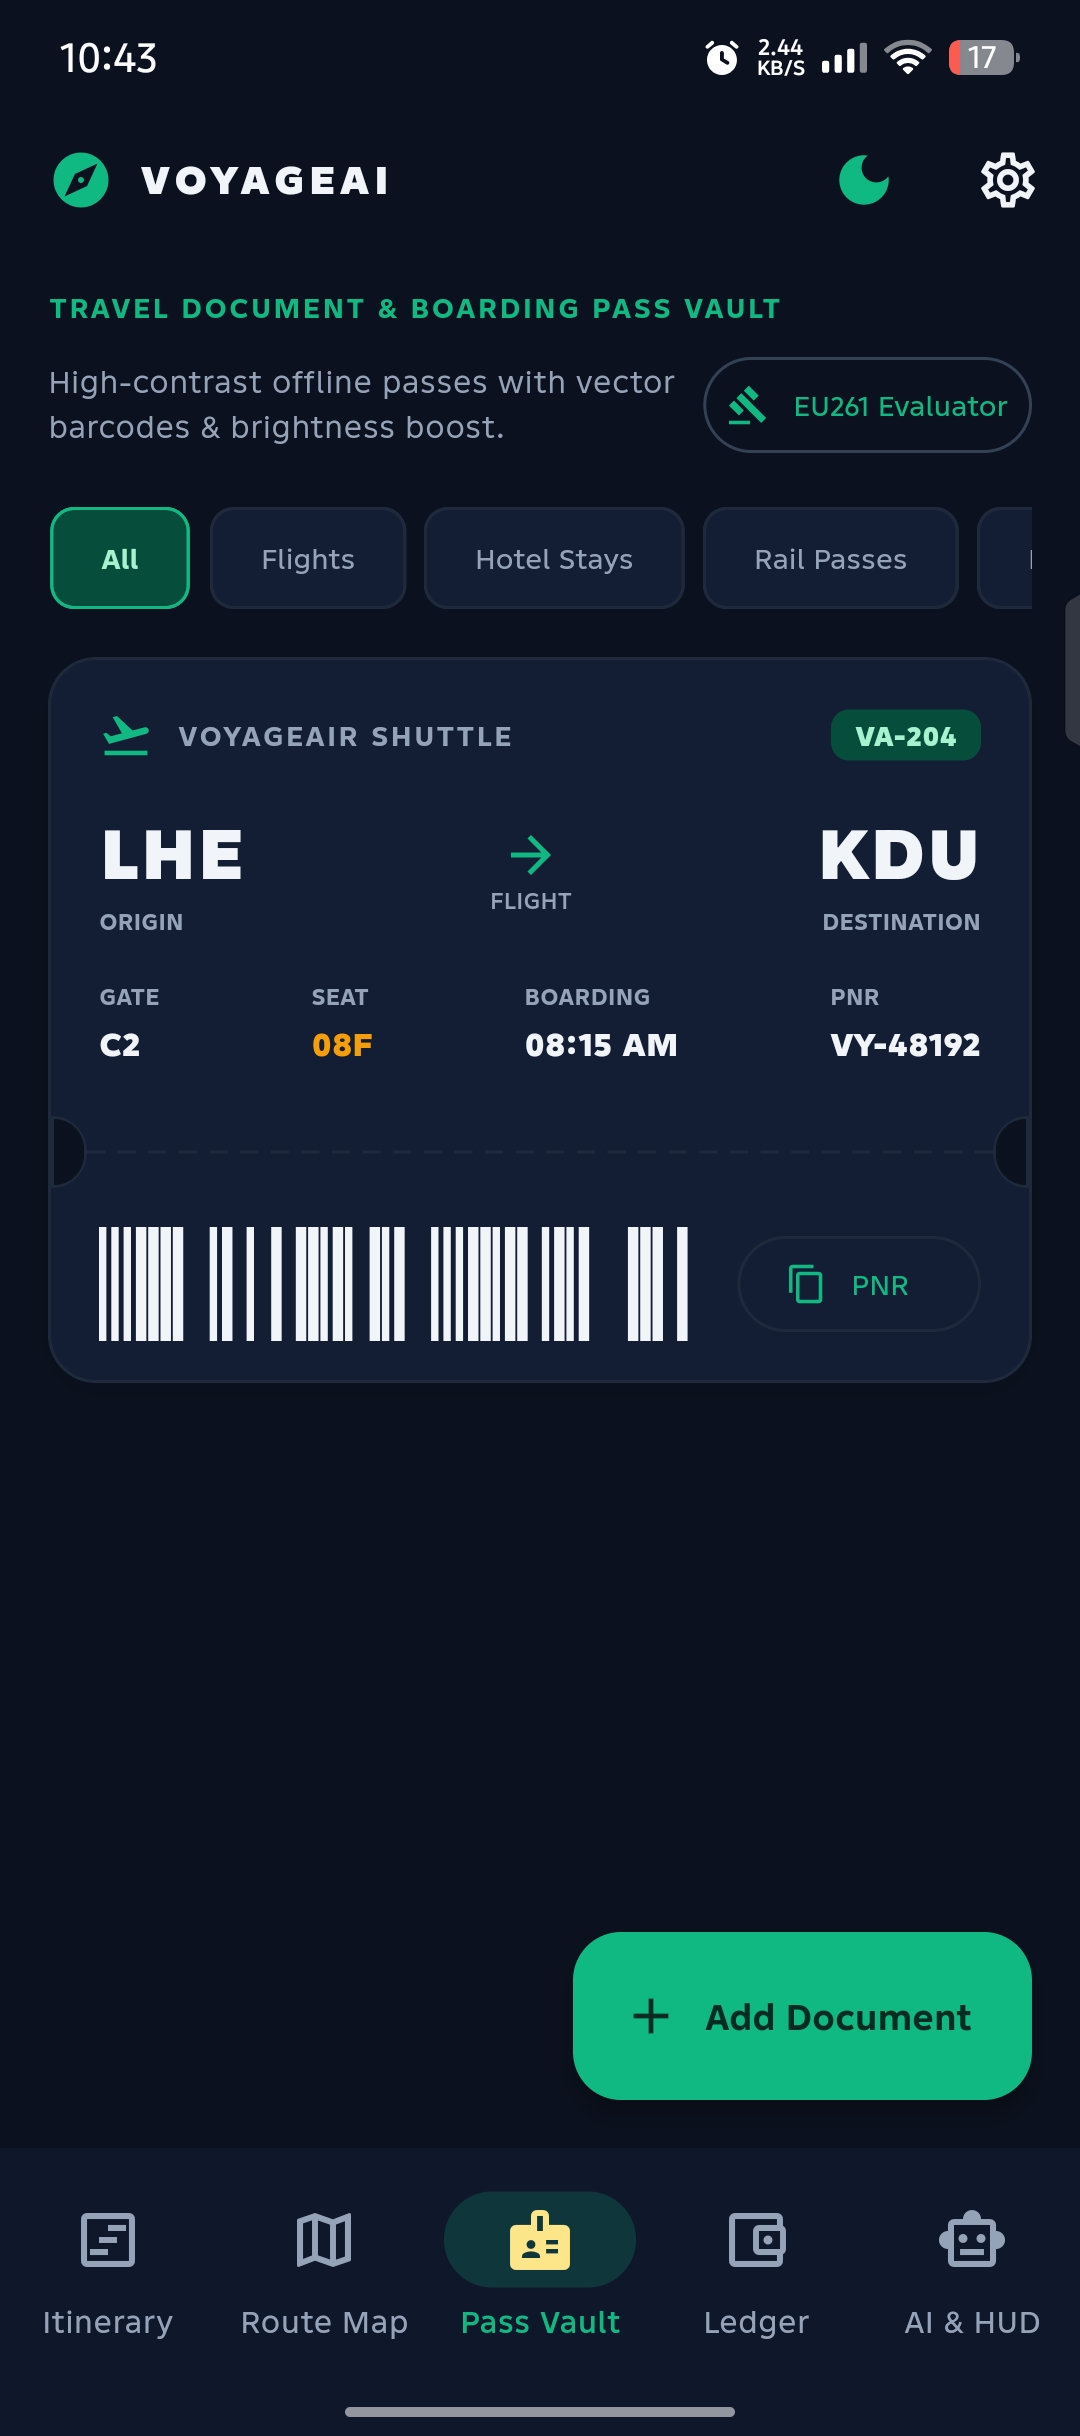 10:43
2.44
KB/S
17
VOYAGEAI
TRAVEL DOCUMENT & BOARDING PASS VAULT
High-contrast offline passes with vector
barcodes & brightness boost.
EU261 Evaluator
All
Flights
Hotel Stays
Rail Passes
VOYAGEAIR SHUTTLE
VA-204
LHE
KDU
FLIGHT
ORIGIN
DESTINATION
GATE
SEAT
BOARDING
PNR
C2
08F
08:15 AM
VY-48192
PNR
Add Document
Itinerary
Route Map
Pass Vault
Ledger
AI & HUD